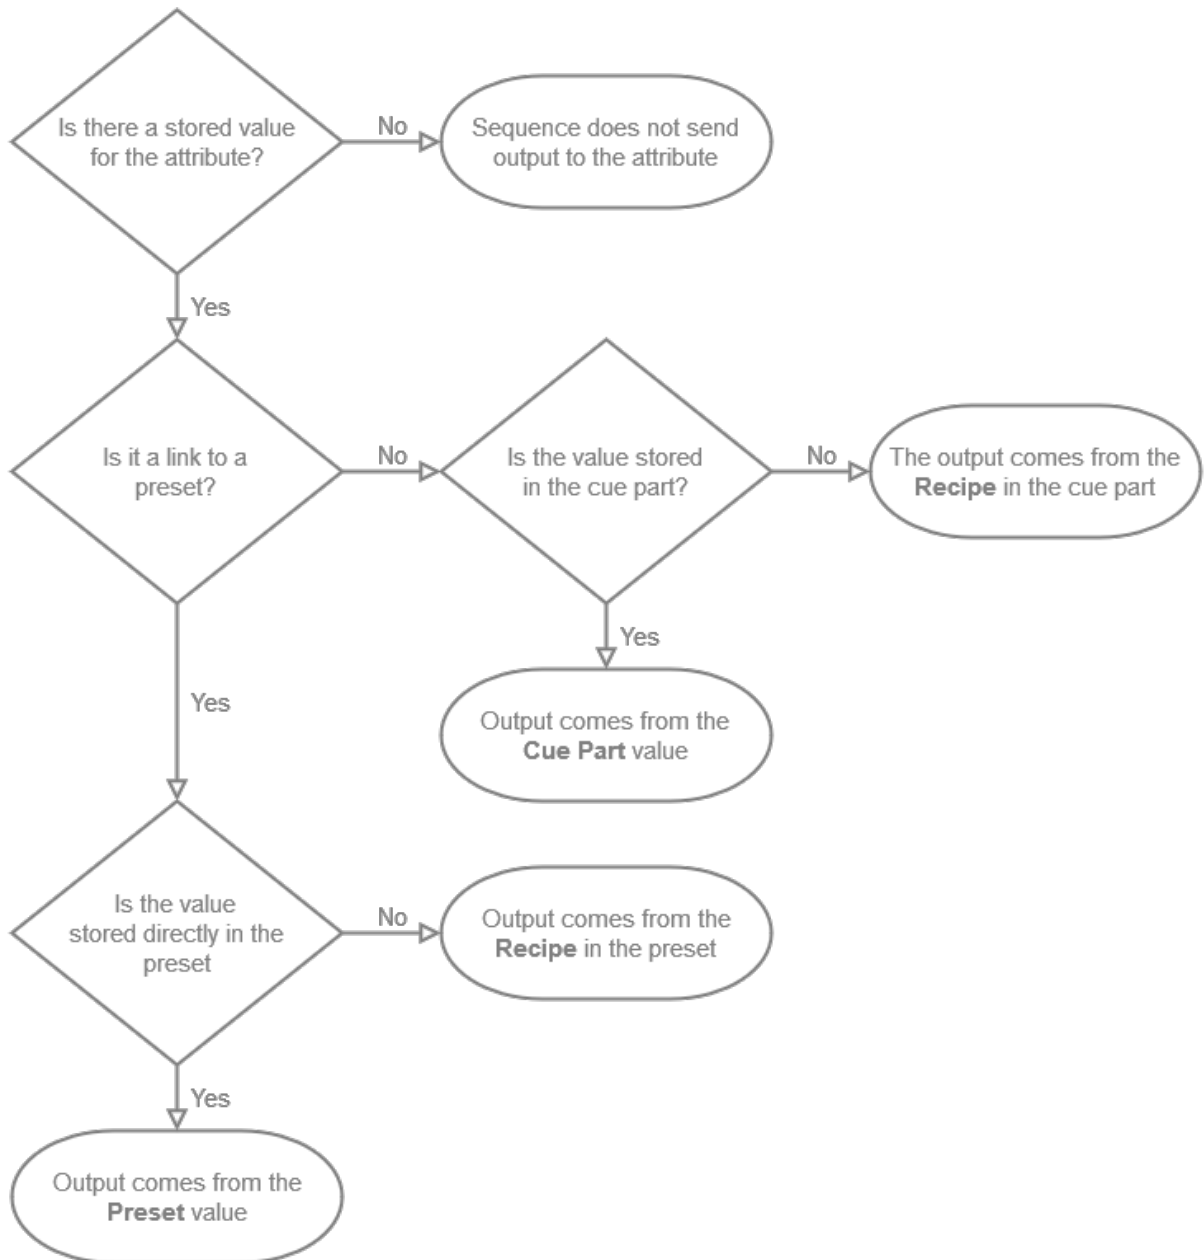 Is there a stored value
for the attribute?
No
Sequence does not send
output to the attribute
Yes
Is it a link to a
preset?
No
Is the value stored
in the cue part?
No
The output comes from the
Recipe in the cue part
Yes
Output comes from the
Cue Part value
Yes
Is the value
stored directly in the
preset
No
Output comes from the
Recipe in the preset
Yes
Output comes from the
Preset value